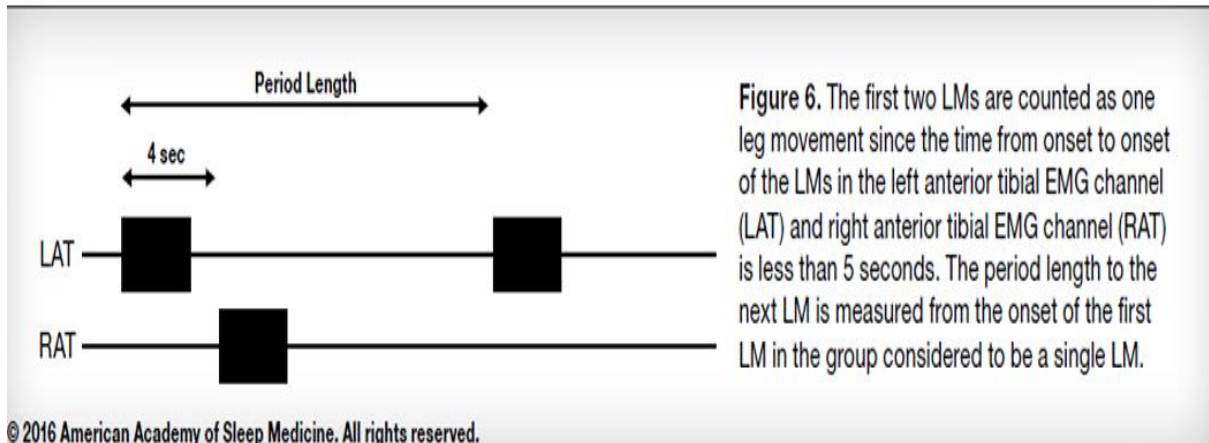 Period Length
4 sec
LAT
RAT
Figure 6. The first two LMs are counted as one
leg movement since the time from onset to onset
of the LMs in the left anterior tibial EMG channel
(LAT) and right anterior tibial EMG channel (RAT)
is less than 5 seconds. The period length to the
next LM is measured from the onset of the first
LM in the group considered to be a single LM.
© 2016 American Academy of Sleep Medicine. All rights reserved.